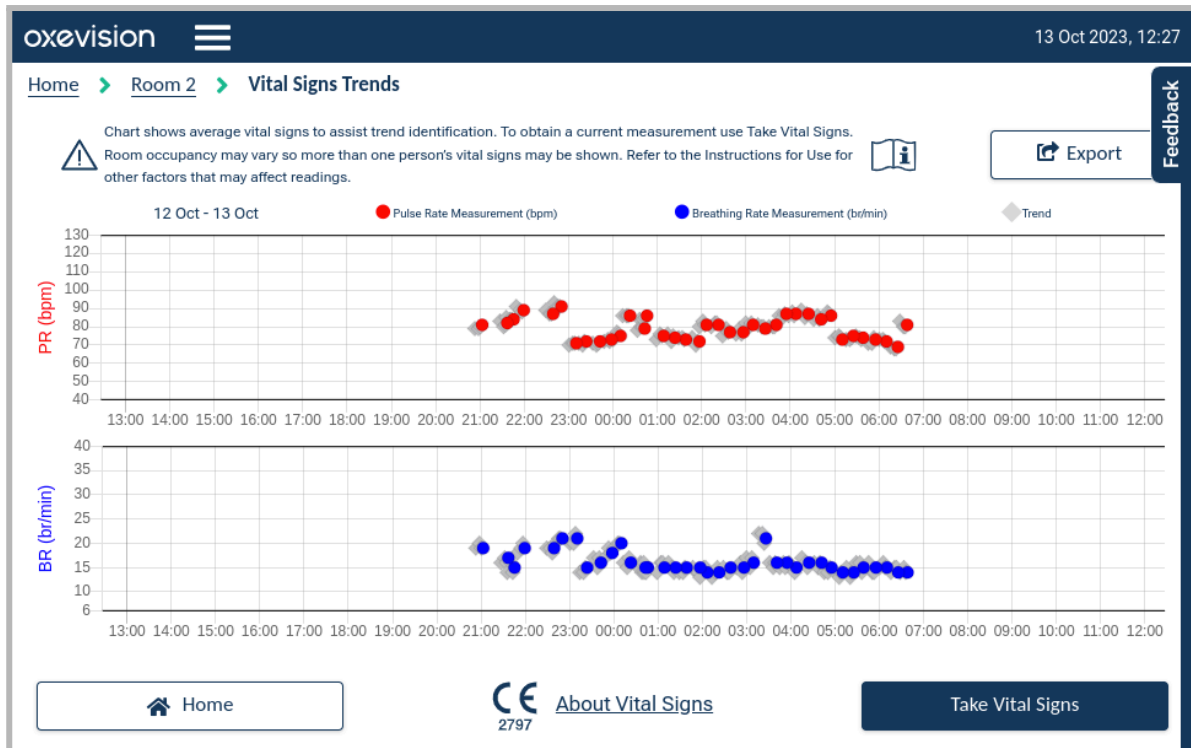 oxevision
13 Oct 2023, 12:27
Home
Room 2
Vital Signs Trends
Feedback
Chart shows average vital signs to assist trend identification. To obtain a current measurement use Take Vital Signs.
Room occupancy may vary so more than one person's vital signs may be shown. Refer to the Instructions for Use for
other factors that may affect readings.
Export
12 Oct - 13 Oct
Pulse Rate Measurement (bpm)
Breathing Rate Measurement (br/min)
Trend
PR (bpm)
130
120
110
100
90
80
70
60
50
40
13:00 14:00 15:00 16:00 17:00 18:00 19:00 20:00 21:00 22:00 23:00 00:00 01:00 02:00 03:00 04:00 05:00 06:00 07:00 08:00 09:00 10:00 11:00 12:00
BR (br/min)
40
35
30
25
20
15
10
6
13:00 14:00 15:00 16:00 17:00 18:00 19:00 20:00 21:00 22:00 23:00 00:00 01:00 02:00 03:00 04:00 05:00 06:00 07:00 08:00 09:00 10:00 11:00 12:00
Home
CE
2797
About Vital Signs
Take Vital Signs